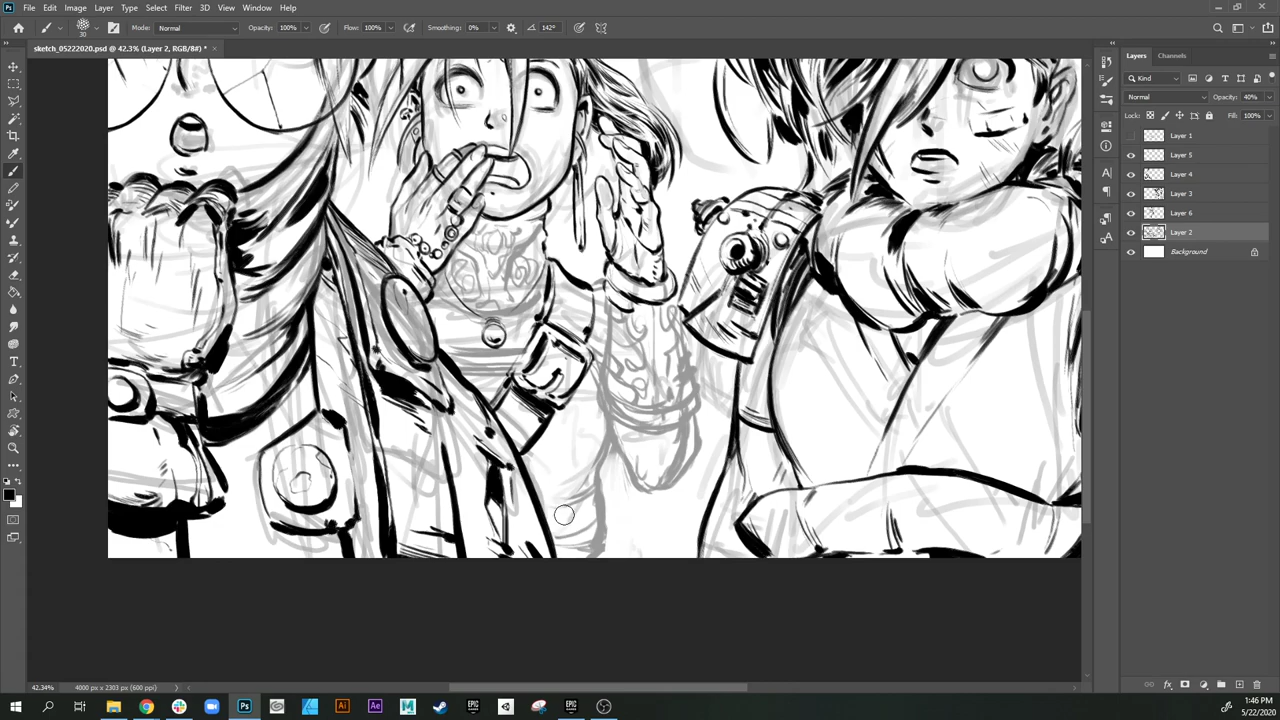 File Edit Image Layer Type Select Filter 3D View Window Help
30 Mode: Normal Opacity: 100% Flow: 100% Smoothing: 0% 142°
sketch_05222020.psd @ 42.3% (Layer 2, RGB/8#) *
Layers Channels
Kind
Normal Opacity: 40%
Lock: Fill: 100%
Layer 1
Layer 5
Layer 4
Layer 3
Layer 6
Layer 2
Background
42.34% 4000 px x 2303 px (600 ppi)
1:46 PM
5/22/2020